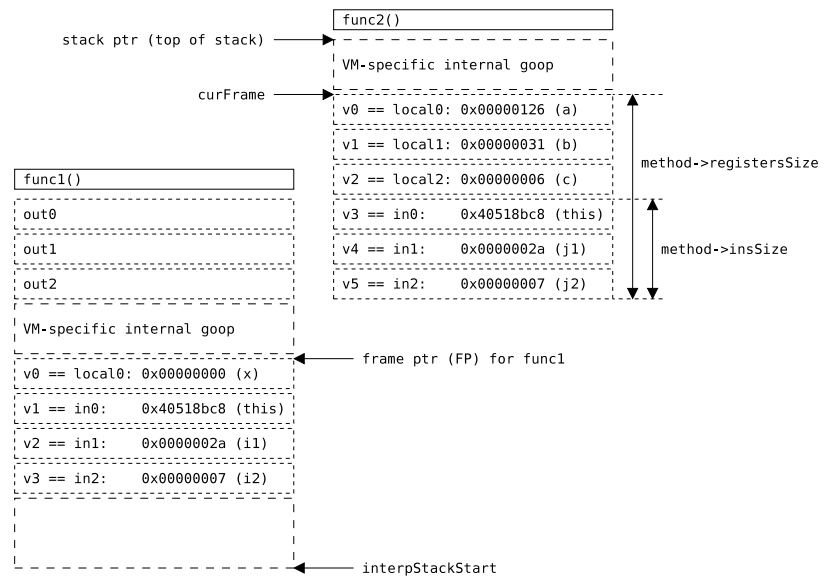 func2()
stack ptr (top of stack)
VM-specific internal goop
curFrame
v0 == local0: 0x00000126 (a)
v1 == local1: 0x00000031 (b)
method->registersSize
func1()
v2 == local2: 0x00000006 (c)
out0
v3 == in0: 0x40518bc8 (this)
out1
v4 == in1: 0x0000002a (j1)
method->insSize
out2
v5 == in2: 0x00000007 (j2)
VM-specific internal goop
frame ptr (FP) for func1
v0 == local0: 0x00000000 (x)
v1 == in0: 0x40518bc8 (this)
v2 == in1: 0x0000002a (i1)
v3 == in2: 0x00000007 (i2)
interpStackStart